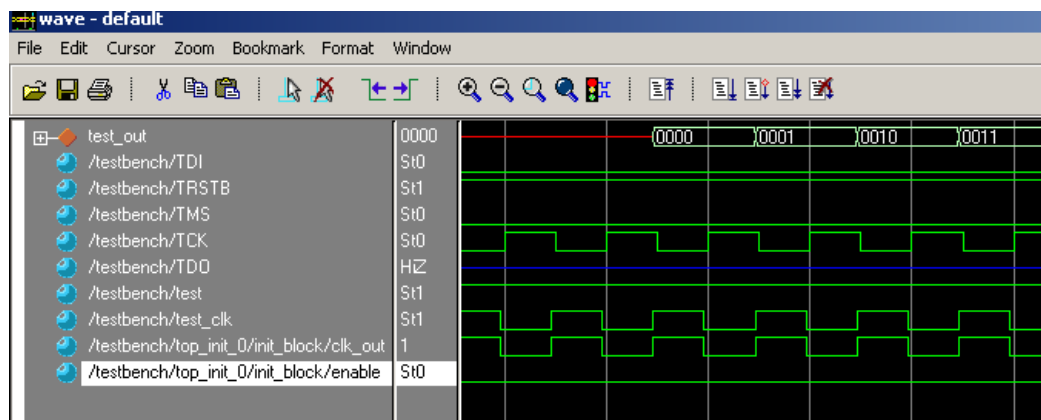 wave - default
File Edit Cursor Zoom Bookmark Format Window
test_out 0000 0000 0001 0010 0011
/testbench/TDI St0
/testbench/TRSTB St1
/testbench/TMS St0
/testbench/TCK St0
/testbench/TDO HiZ
/testbench/test St1
/testbench/test_clk St1
/testbench/top_init_0/init_block/clk_out 1
/testbench/top_init_0/init_block/enable St0